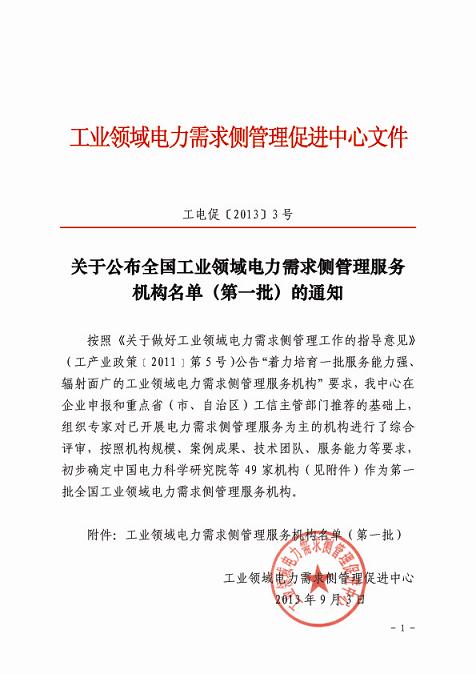 工业领域电力需求侧管理促进中心文件
工电促〔2013〕3号
关于公布全国工业领域电力需求侧管理服务
机构名单（第一批）的通知
按照《关于做好工业领域电力需求侧管理工作的指导意见》
（工产业政策﹝2011﹞第5号）公告“着力培育一批服务能力强、
辐射面广的工业领域电力需求侧管理服务机构”要求，我中心在
企业申报和重点省（市、自治区）工信主管部门推荐的基础上，
组织专家对已开展电力需求侧管理服务为主的机构进行了综合
评审，按照机构规模、案例成果、技术团队、服务能力等要求，
初步确定中国电力科学研究院等49家机构（见附件）作为第一
批全国工业领域电力需求侧管理服务机构。
附件：工业领域电力需求侧管理服务机构名单（第一批）
工业领域电力需求侧管理促进中心
工业领域电力需求侧管理促进中心
2013年9月3日
- 1 -